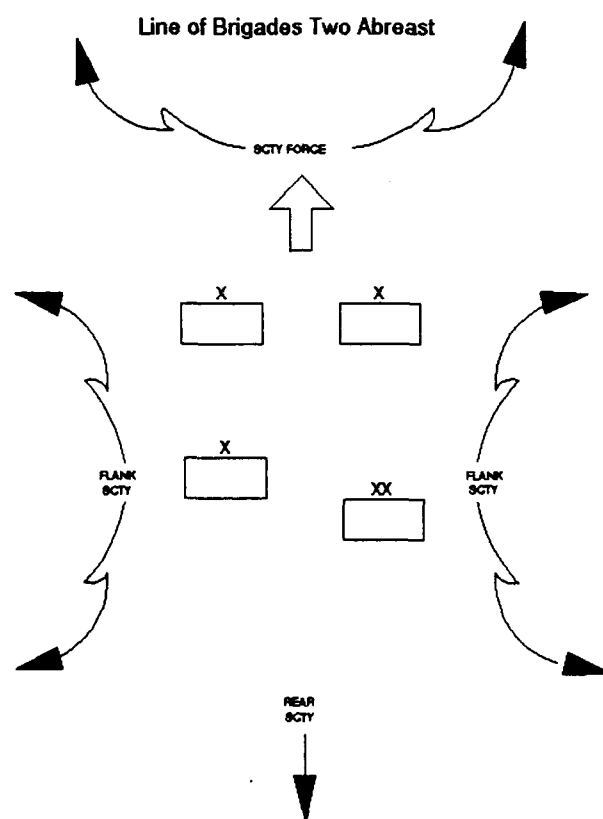 Line of Brigades Two Abreast
SCTY FORCE
X X
X
FLANK
SCTY
XX
FLANK
SCTY
REAR
SCTY